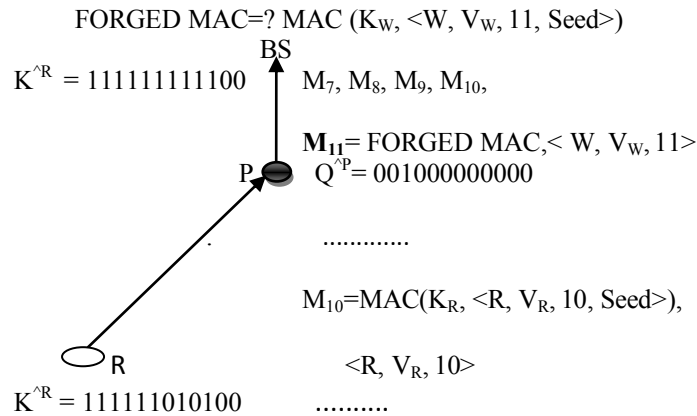 FORGED MAC=? MAC (K_W, <W, V_W, 11, Seed>)
BS
K^^R = 111111111100 M_7, M_8, M_9, M_10,
M_11= FORGED MAC,< W, V_W, 11>
P Q^^P= 001000000000
.............
M_10=MAC(K_R, <R, V_R, 10, Seed>),
R <R, V_R, 10>
K^^R = 111111010100 ..........